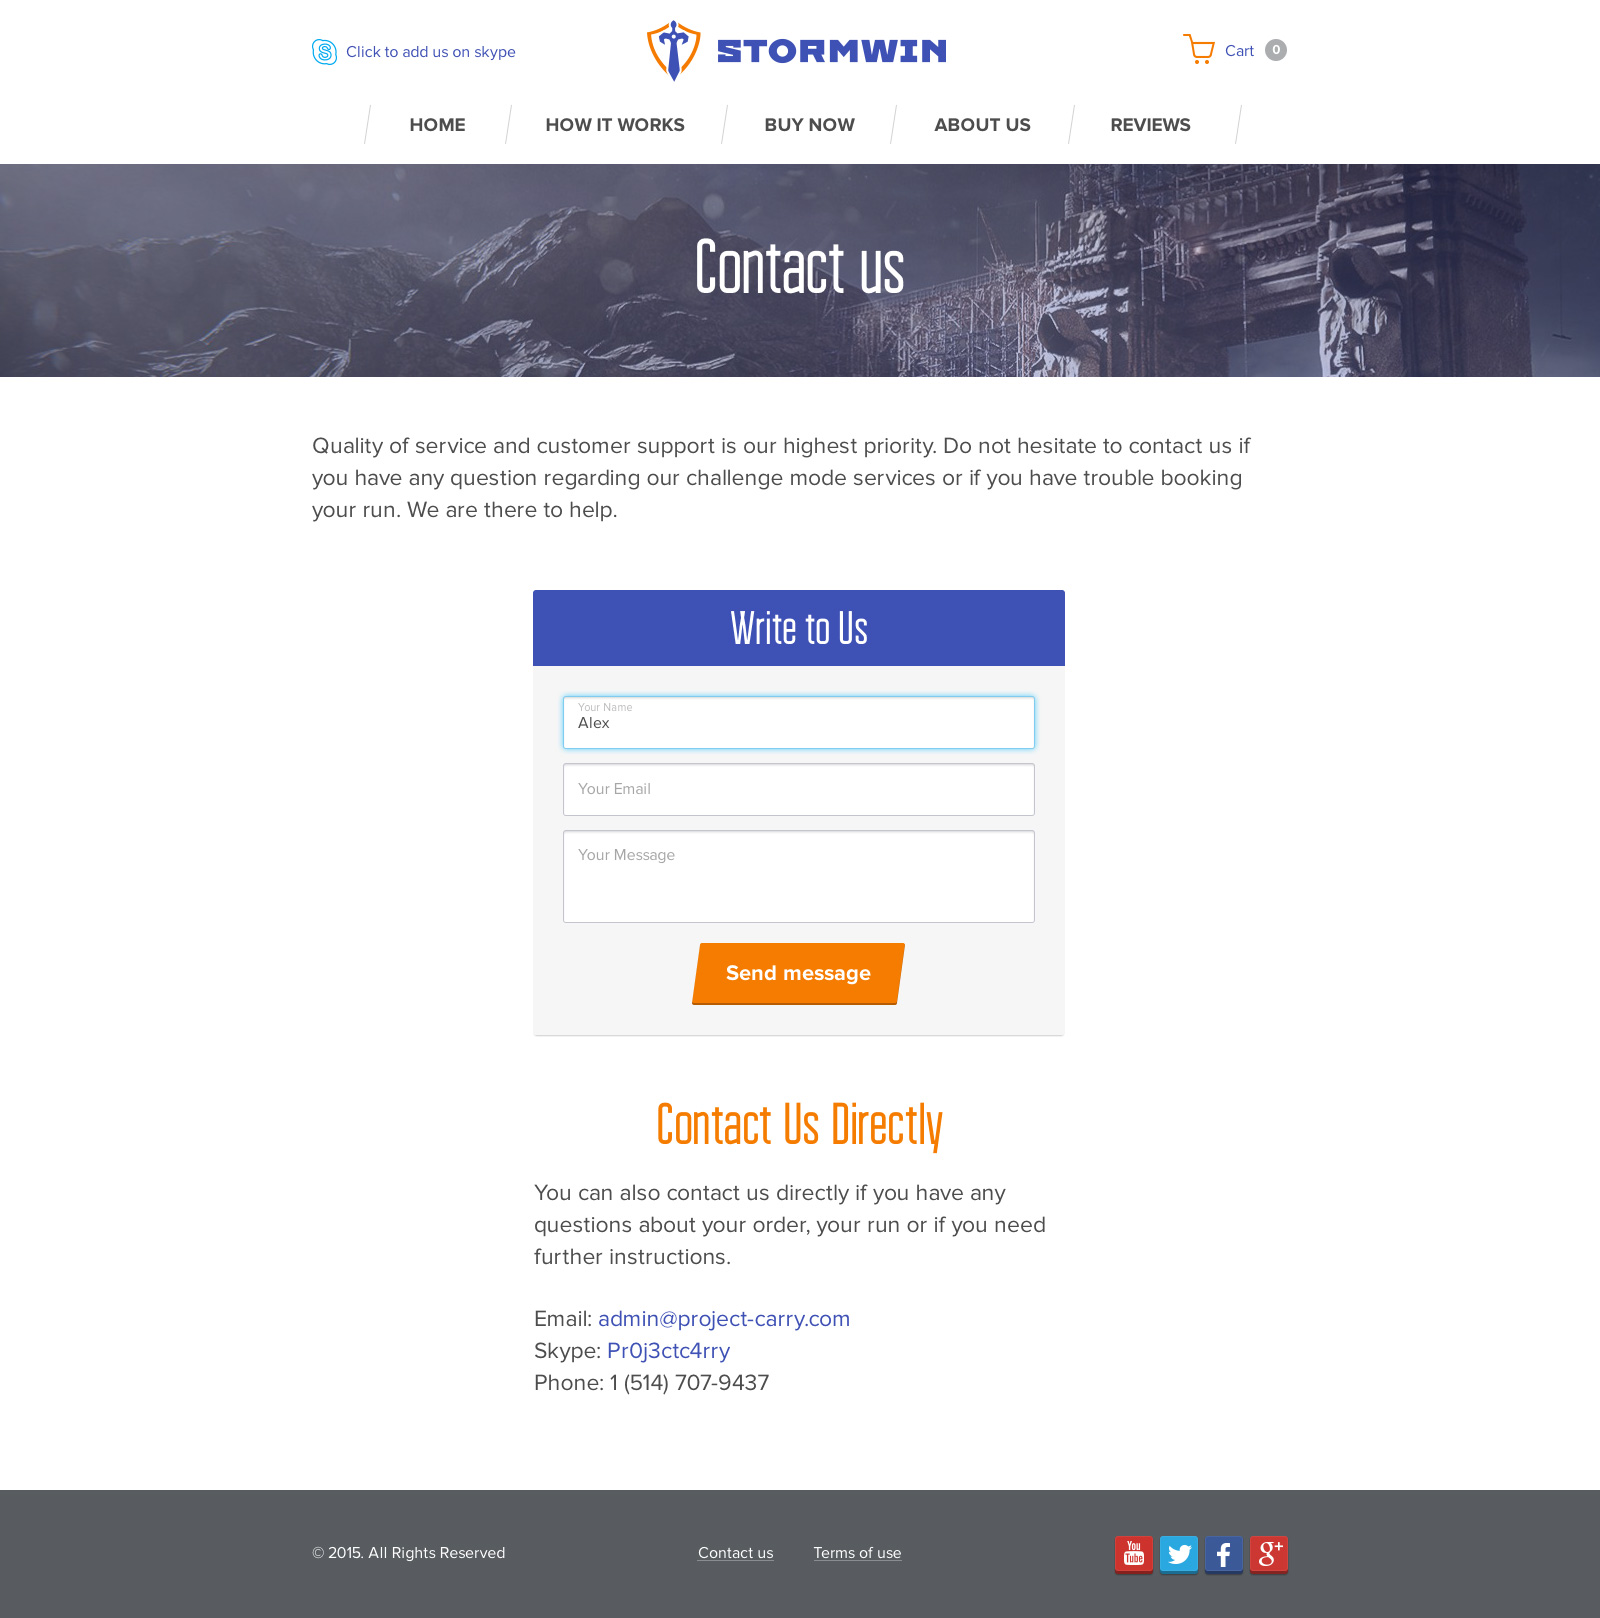 Click to add us on skype
STORMWIN
Cart 0
HOME
HOW IT WORKS
BUY NOW
ABOUT US
REVIEWS
Contact us
Quality of service and customer support is our highest priority. Do not hesitate to contact us if
you have any question regarding our challenge mode services or if you have trouble booking
your run. We are there to help.
Write to Us
Your Name
Alex
Your Email
Your Message
Send message
Contact Us Directly
You can also contact us directly if you have any
questions about your order, your run or if you need
further instructions.
Email: admin@project-carry.com
Skype: Pr0j3ctc4rry
Phone: 1 (514) 707-9437
© 2015. All Rights Reserved
Contact us
Terms of use
You
Tube
f
g+